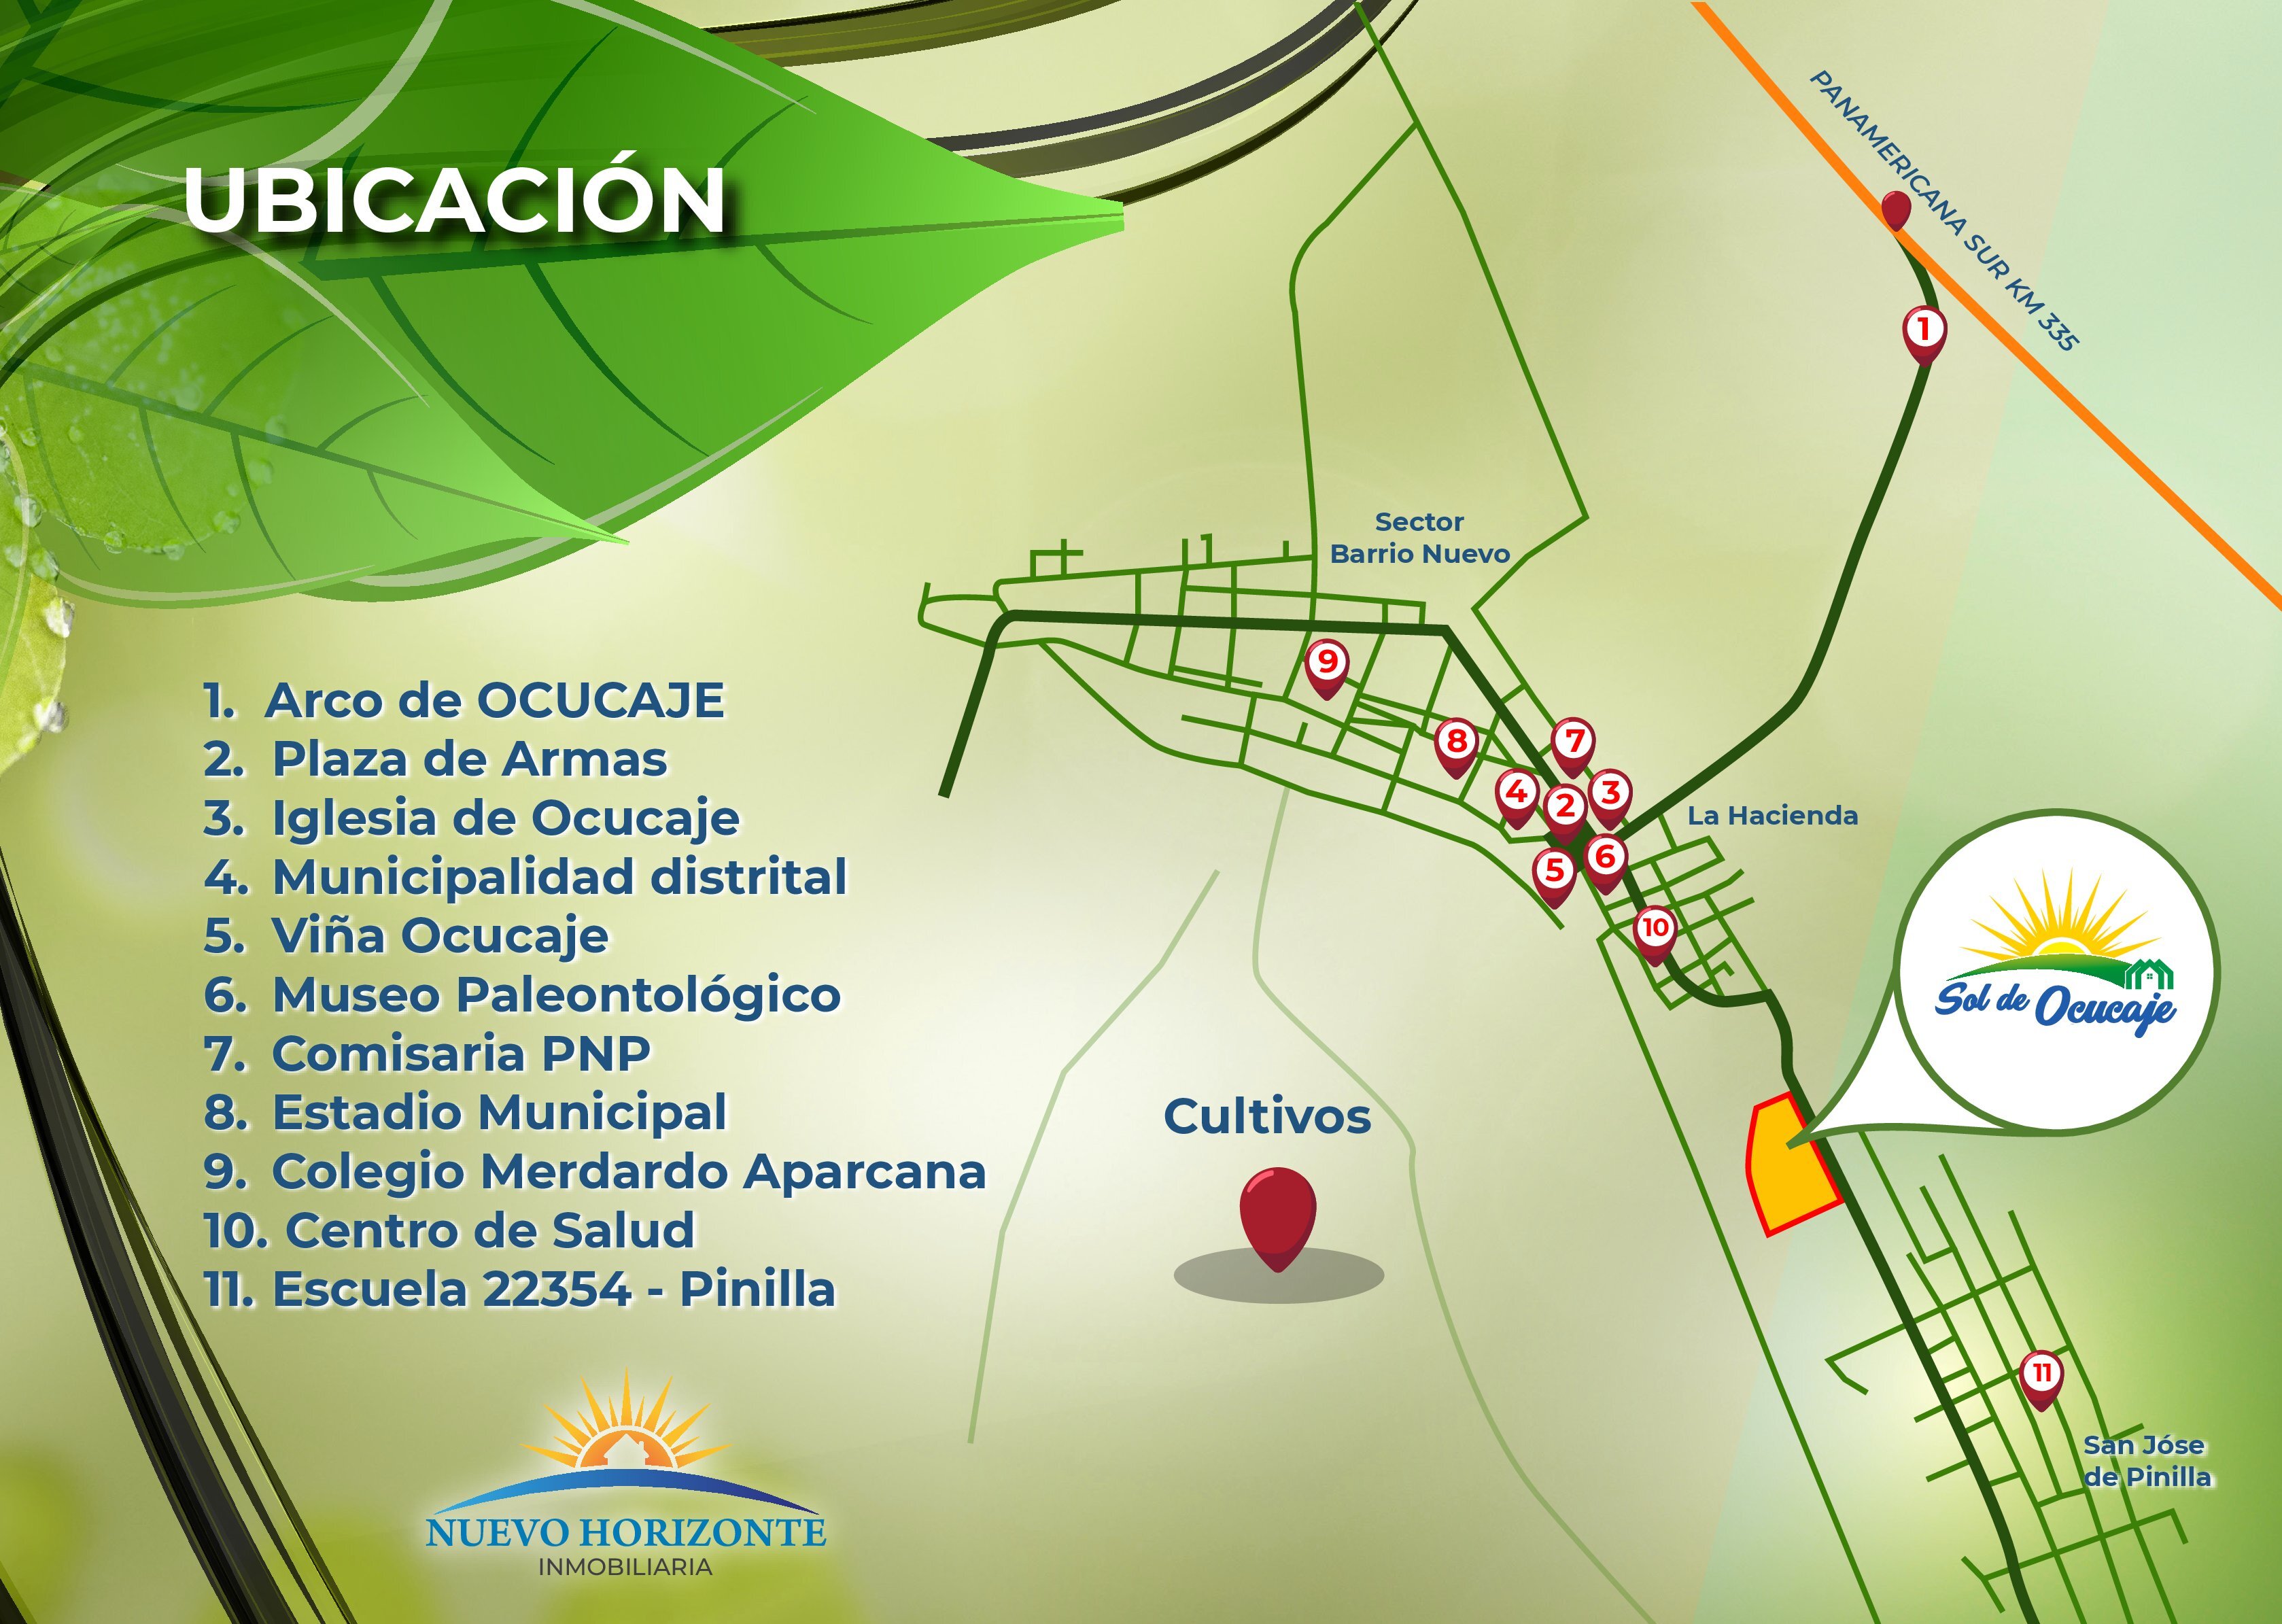 UBICACIÓN
PANAMERICANA SUR KM 335
1
Sector
Barrio Nuevo
9
8
7
4
2
3
5
6
10
La Hacienda
Sol de Ocucaje
1. Arco de OCUCAJE
2. Plaza de Armas
3. Iglesia de Ocucaje
4. Municipalidad distrital
5. Viña Ocucaje
6. Museo Paleontológico
7. Comisaria PNP
8. Estadio Municipal
9. Colegio Merdardo Aparcana
10. Centro de Salud
11. Escuela 22354 - Pinilla
Cultivos
11
San Jóse
de Pinilla
NUEVO HORIZONTE
INMOBILIARIA